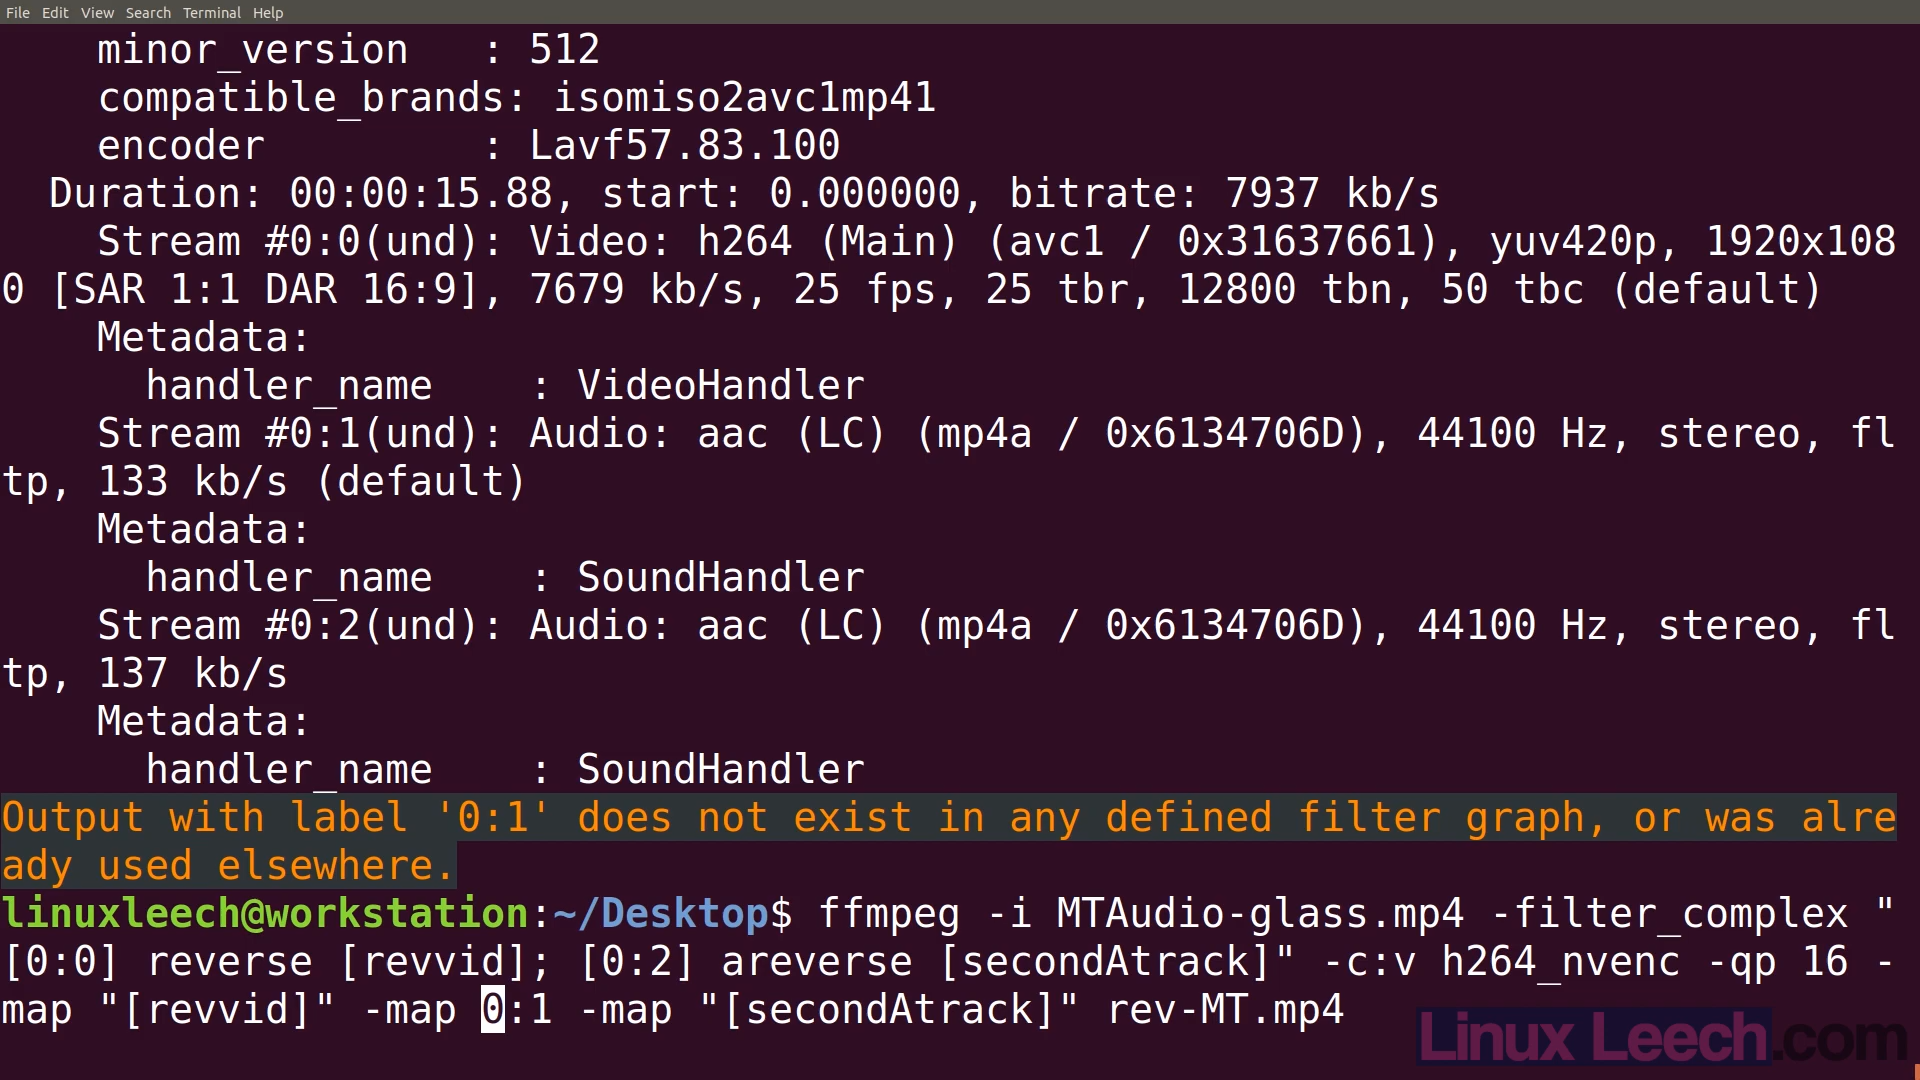 File Edit View Search Terminal Help
minor_version   : 512
compatible_brands: isomiso2avc1mp41
encoder         : Lavf57.83.100
Duration: 00:00:15.88, start: 0.000000, bitrate: 7937 kb/s
Stream #0:0(und): Video: h264 (Main) (avc1 / 0x31637661), yuv420p, 1920x108
0 [SAR 1:1 DAR 16:9], 7679 kb/s, 25 fps, 25 tbr, 12800 tbn, 50 tbc (default)
Metadata:
handler_name    : VideoHandler
Stream #0:1(und): Audio: aac (LC) (mp4a / 0x6134706D), 44100 Hz, stereo, fl
tp, 133 kb/s (default)
Metadata:
handler_name    : SoundHandler
Stream #0:2(und): Audio: aac (LC) (mp4a / 0x6134706D), 44100 Hz, stereo, fl
tp, 137 kb/s
Metadata:
handler_name    : SoundHandler
Output with label '0:1' does not exist in any defined filter graph, or was alre
ady used elsewhere.
linuxleech@workstation:~/Desktop$ ffmpeg -i MTAudio-glass.mp4 -filter_complex "
[0:0] reverse [revvid]; [0:2] areverse [secondAtrack]" -c:v h264_nvenc -qp 16 -
map "[revvid]" -map 0:1 -map "[secondAtrack]" rev-MT.mp4
Linux Leech.com